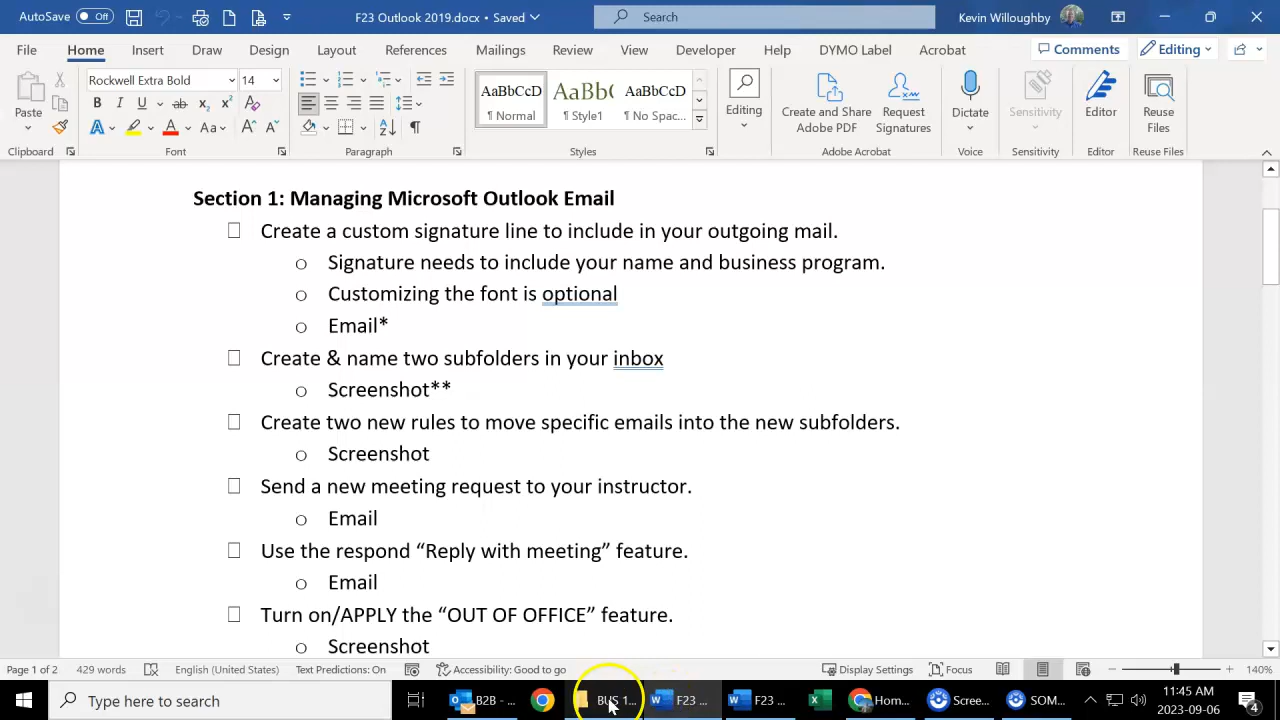 AutoSave Off F23 Outlook 2019.docx • Saved Search Kevin Willoughby
File Home Insert Draw Design Layout References Mailings Review View Developer Help DYMO Label Acrobat Comments Editing
Rockwell Extra Bold 14
AaBbCcD AaBbC AaBbCcD
Paste ¶ Normal ¶ Style1 ¶ No Spac... Editing Create and Share Adobe PDF Request Signatures Dictate Sensitivity Editor Reuse Files
Clipboard Font Paragraph Styles Adobe Acrobat Voice Sensitivity Editor Reuse Files
Section 1: Managing Microsoft Outlook Email
Create a custom signature line to include in your outgoing mail.
o Signature needs to include your name and business program.
o Customizing the font is optional
o Email*
Create & name two subfolders in your inbox
o Screenshot**
Create two new rules to move specific emails into the new subfolders.
o Screenshot
Send a new meeting request to your instructor.
o Email
Use the respond “Reply with meeting” feature.
o Email
Turn on/APPLY the “OUT OF OFFICE” feature.
o Screenshot
Page 1 of 2 429 words English (United States) Text Predictions: On Accessibility: Good to go Display Settings Focus 140%
Type here to search B2B - ... BUS 1... F23 ... F23 ... Hom... Scree... SOM... 11:45 AM 2023-09-06 4